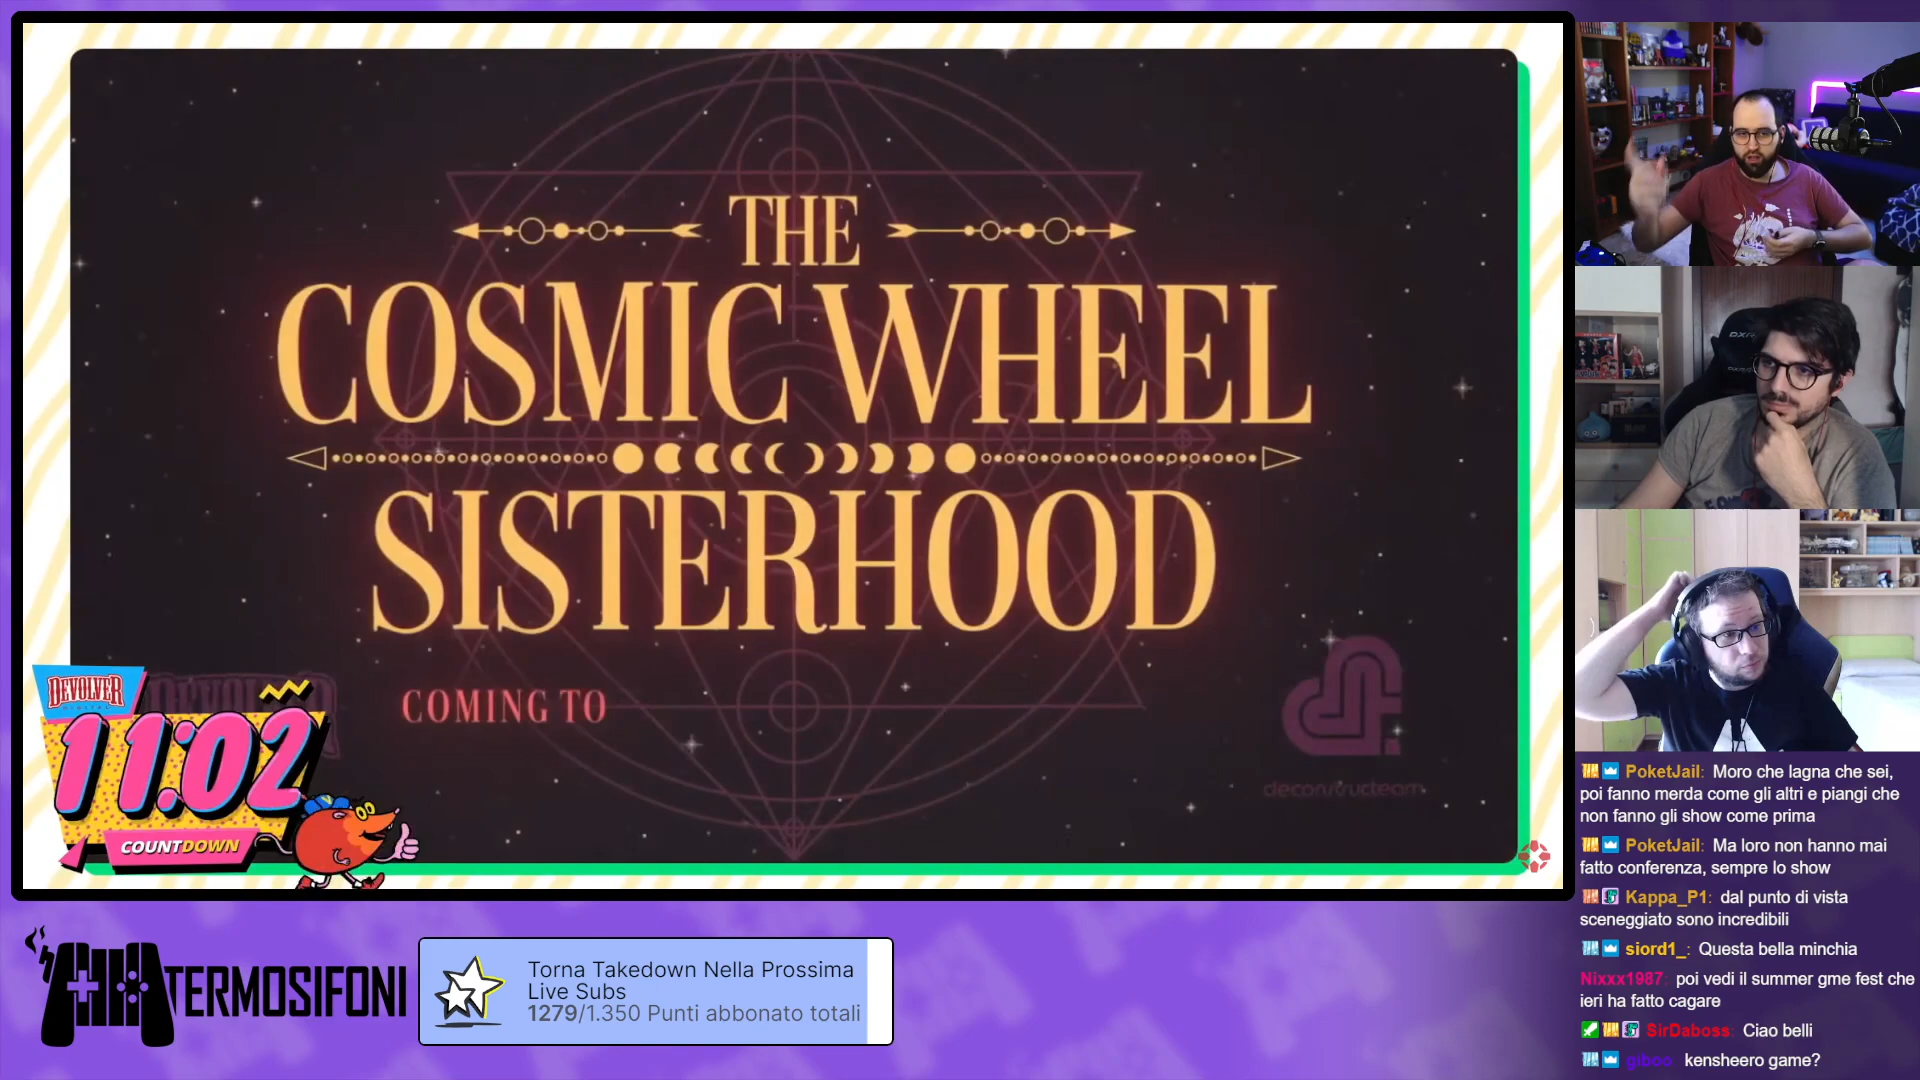 THE
COSMIC WHEEL
SISTERHOOD
COMING TO
deconstructeam
DEVOLVER
DIGITAL
11:02
COUNTDOWN
TERMOSIFONI
Torna Takedown Nella Prossima
Live Subs
1279/1.350 Punti abbonato totali
PoketJail: Moro che lagna che sei,
poi fanno merda come gli altri e piangi che
non fanno gli show come prima
PoketJail: Ma loro non hanno mai
fatto conferenza, sempre lo show
Kappa_P1: dal punto di vista
sceneggiato sono incredibili
siord1_: Questa bella minchia
Nixxx1987: poi vedi il summer gme fest che
ieri ha fatto cagare
SirDaboss: Ciao belli
giboo: kensheero game?